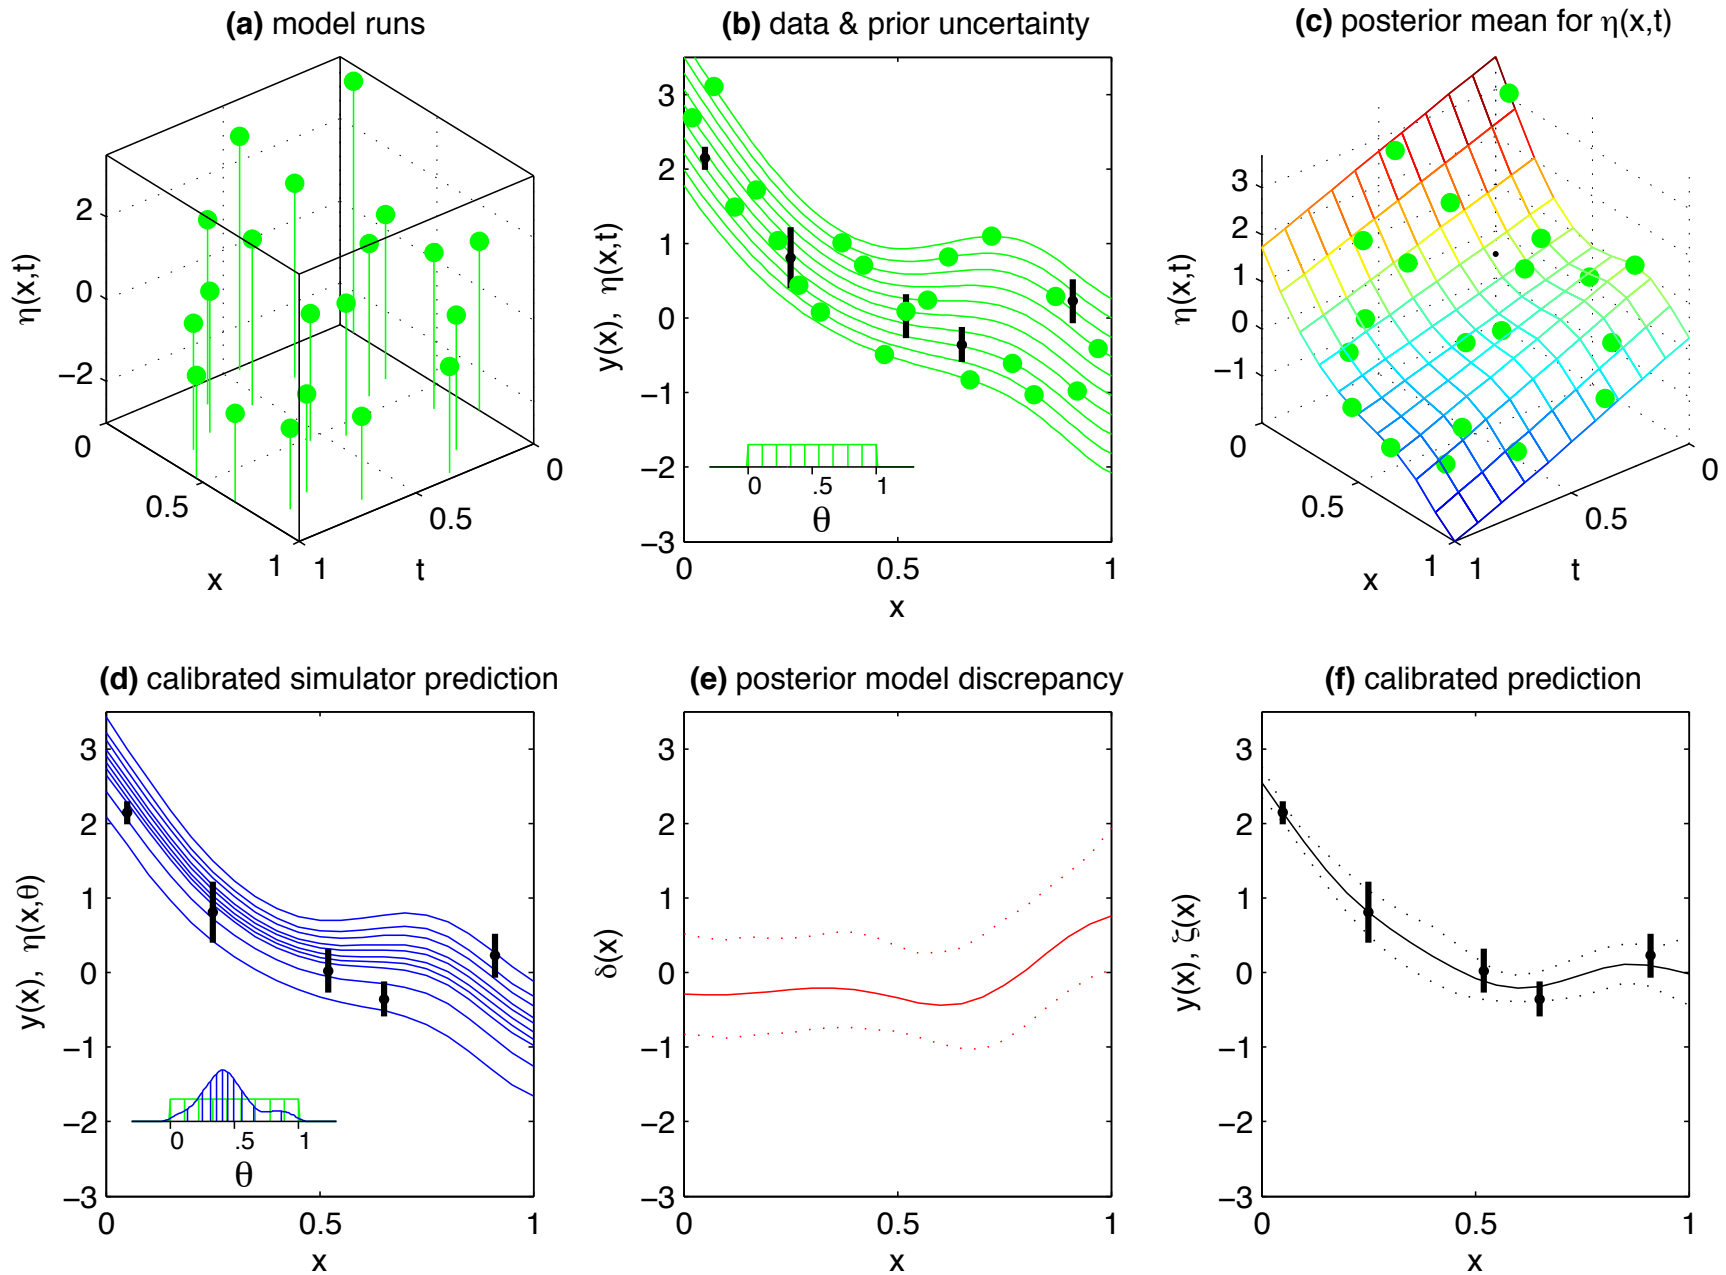 (a) model runs
η(x,t)
2
0
−2
0
0.5
1
x
1
0.5
0
t
(b) data & prior uncertainty
y(x), η(x,t)
3
2
1
0
−1
−2
−3
0
0.5
1
x
0 .5 1
θ
(c) posterior mean for η(x,t)
η(x,t)
3
2
1
0
−1
0
0.5
1
x
1
0.5
0
t
(d) calibrated simulator prediction
y(x), η(x,θ)
3
2
1
0
−1
−2
−3
0
0.5
1
x
0 .5 1
θ
(e) posterior model discrepancy
δ(x)
3
2
1
0
−1
−2
−3
0
0.5
1
x
(f) calibrated prediction
y(x), ζ(x)
3
2
1
0
−1
−2
−3
0
0.5
1
x